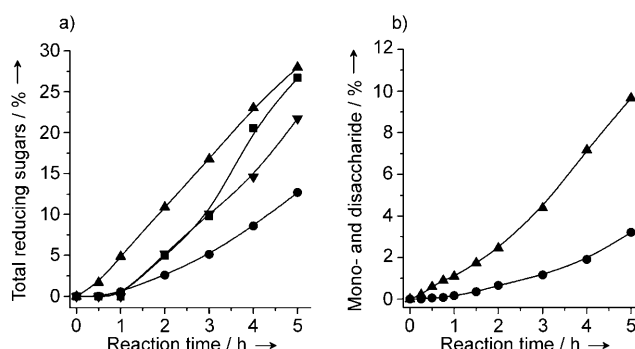 a)
Total reducing sugars / % →
30
25
20
15
10
5
0
0 1 2 3 4 5
Reaction time / h →
b)
Mono- and disaccharide / % →
12
10
8
6
4
2
0
0 1 2 3 4 5
Reaction time / h →